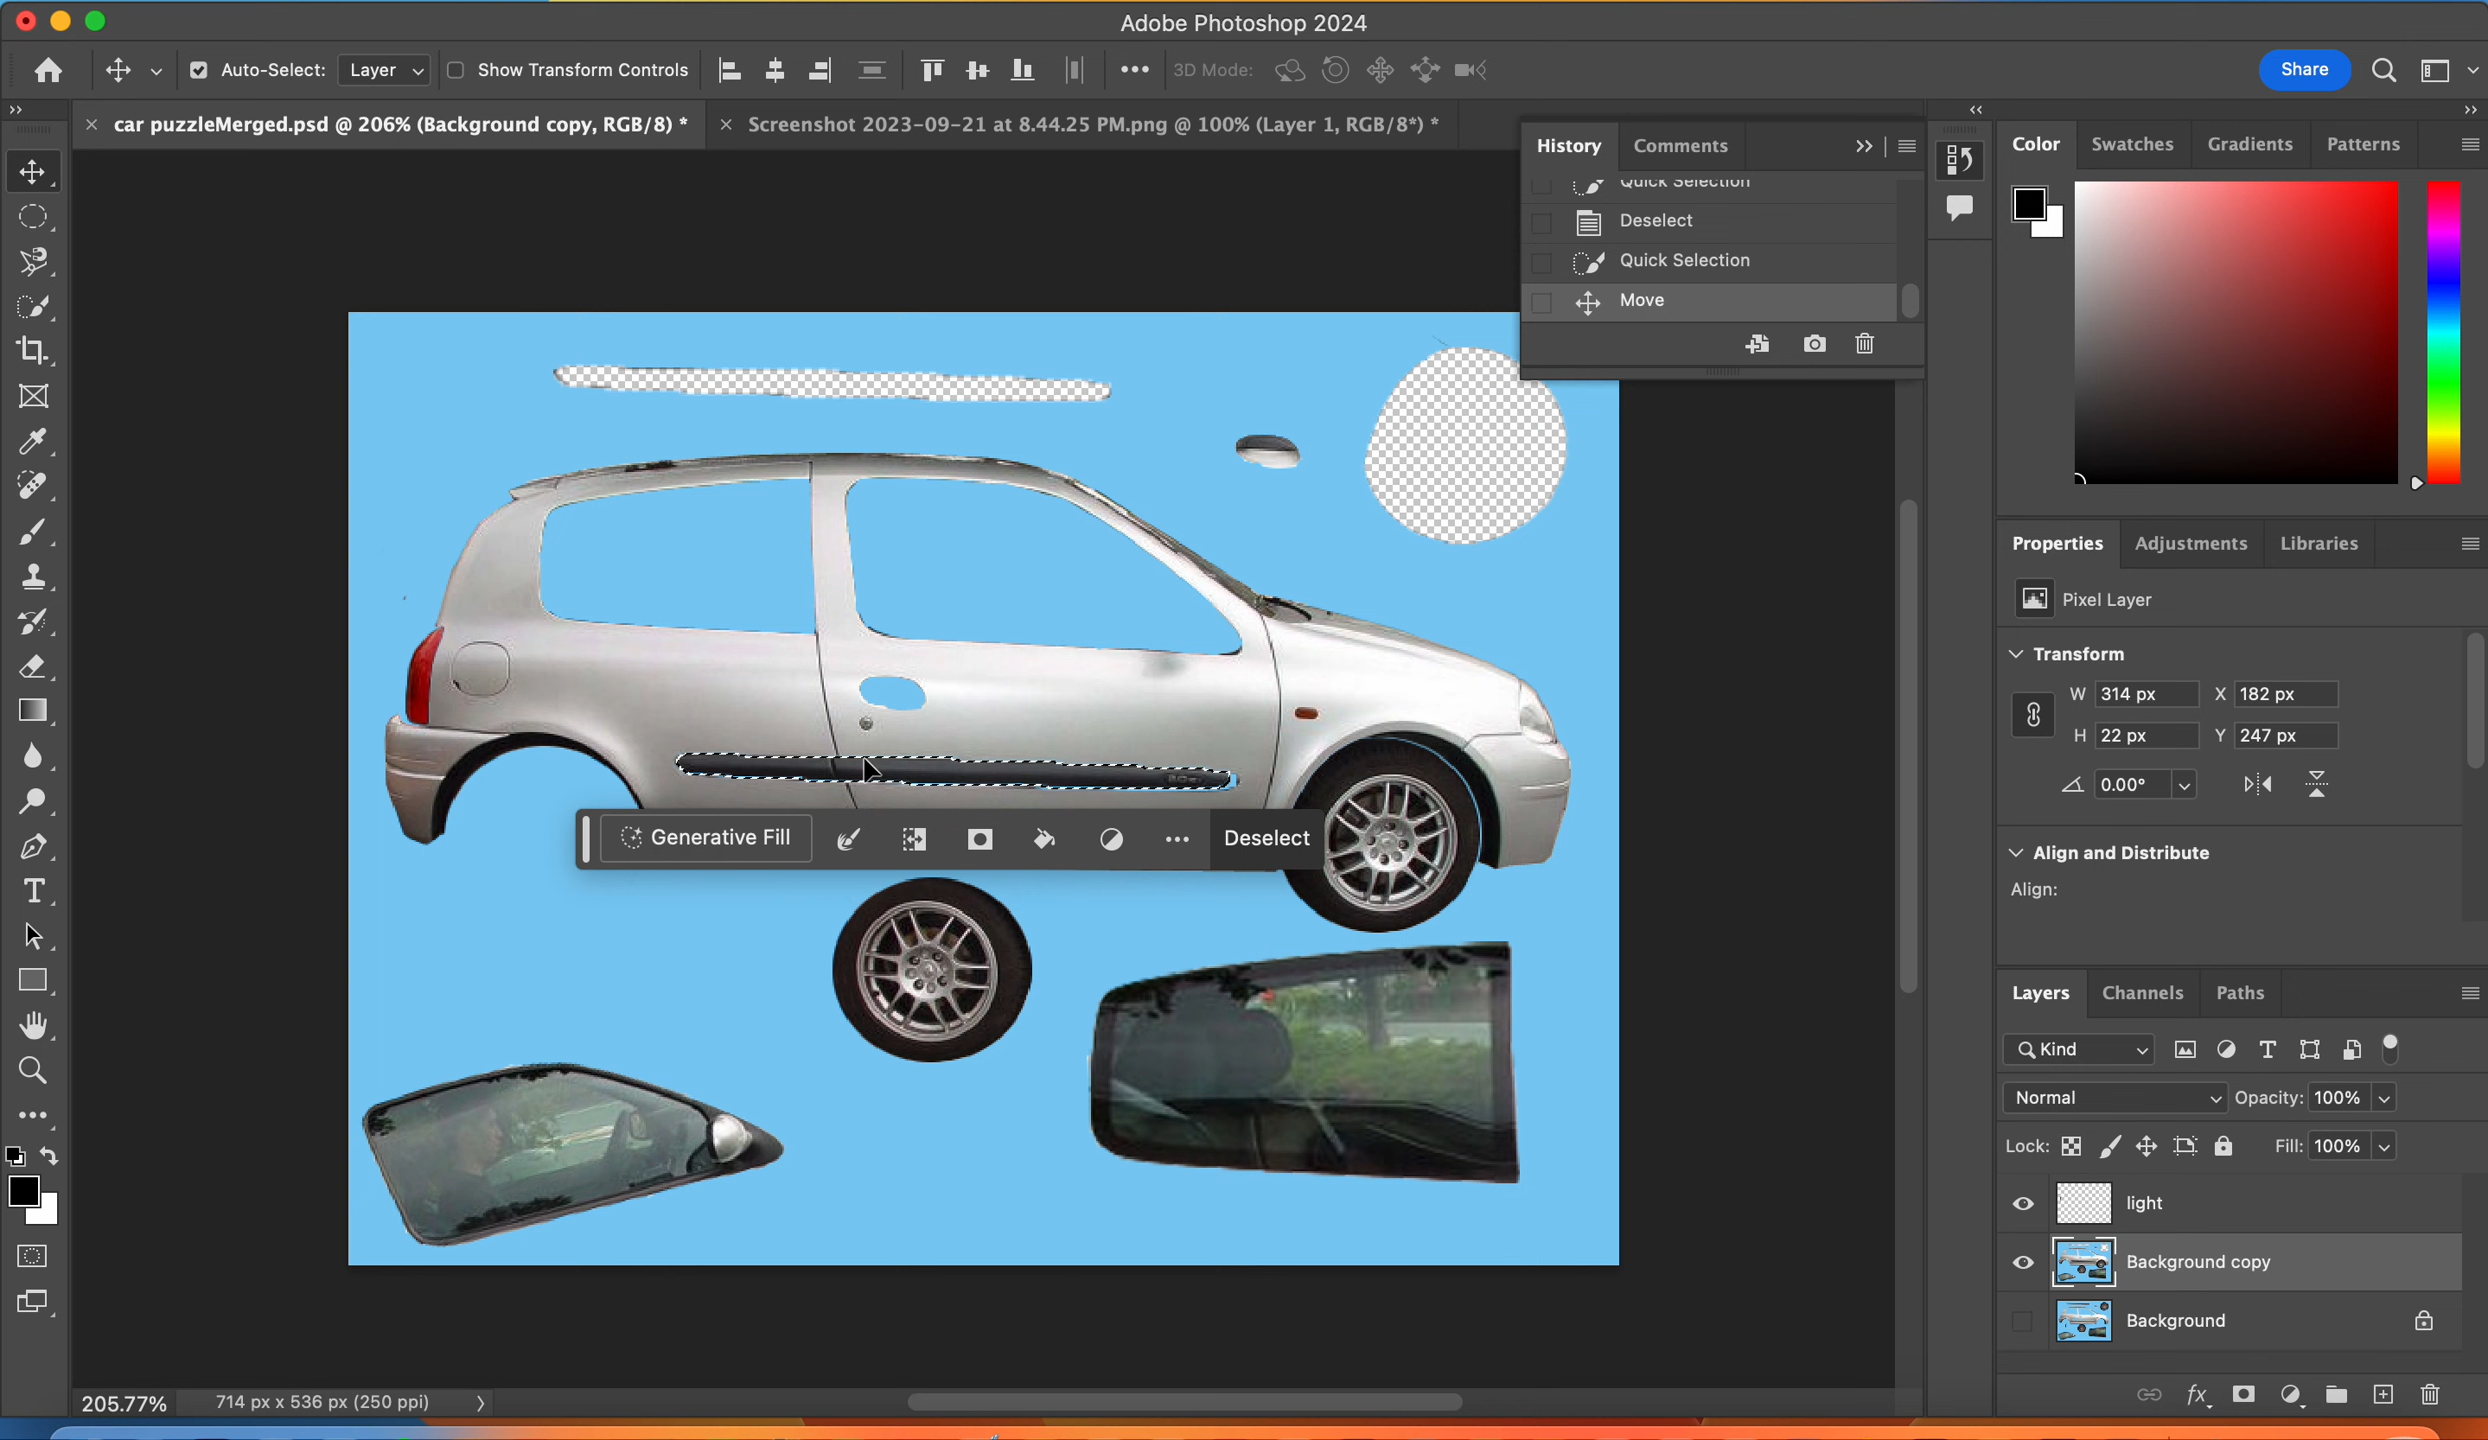 Adobe Photoshop 2024
Auto-Select: Layer Show Transform Controls 3D Mode: Share
car puzzleMerged.psd @ 206% (Background copy, RGB/8) * Screenshot 2023-09-21 at 8.44.25 PM.png @ 100% (Layer 1, RGB/8*) *
History Comments
Quick Selection
Deselect
Quick Selection
Move
Color Swatches Gradients Patterns
Properties Adjustments Libraries
Pixel Layer
Transform
W 314 px X 182 px
H 22 px Y 247 px
0.00°
Align and Distribute
Align:
Generative Fill Deselect
Layers Channels Paths
Kind
Normal Opacity: 100%
Lock: Fill: 100%
light
Background copy
Background
fx
205.77% 714 px x 536 px (250 ppi)